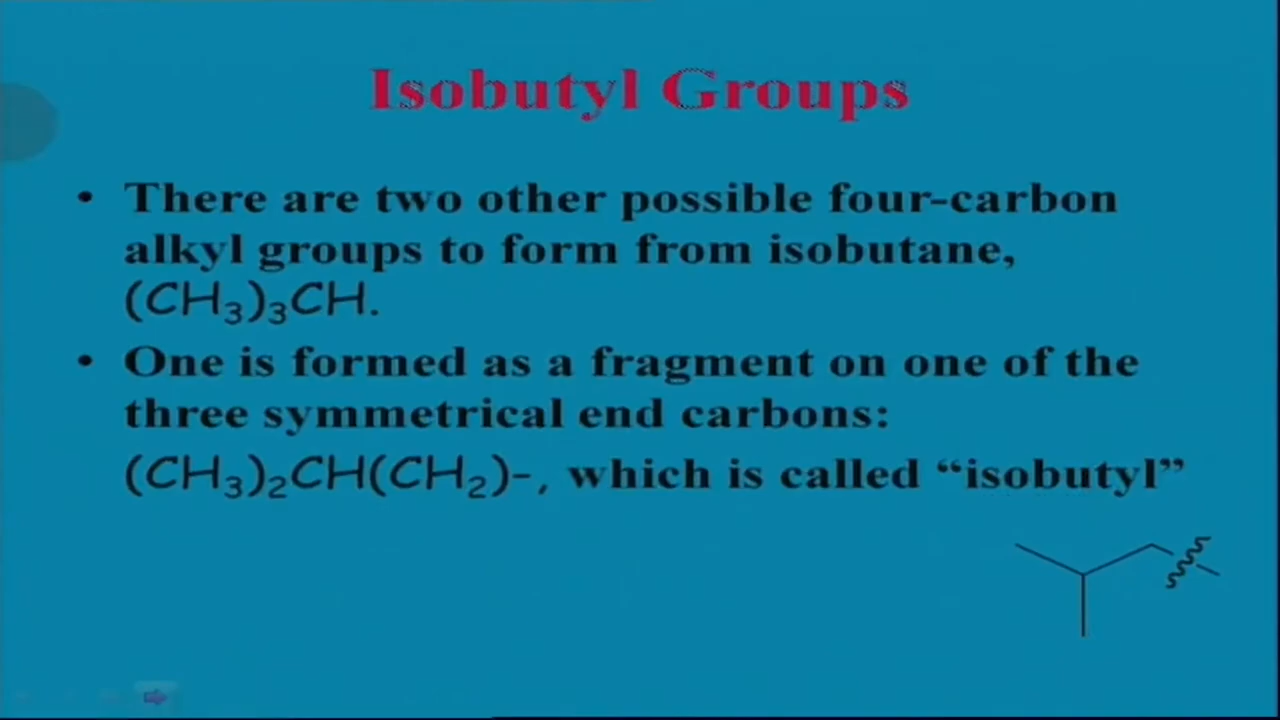 Isobutyl Groups
• There are two other possible four-carbon
alkyl groups to form from isobutane,
(CH₃)₃CH.
• One is formed as a fragment on one of the
three symmetrical end carbons:
(CH₃)₂CH(CH₂)-, which is called “isobutyl”